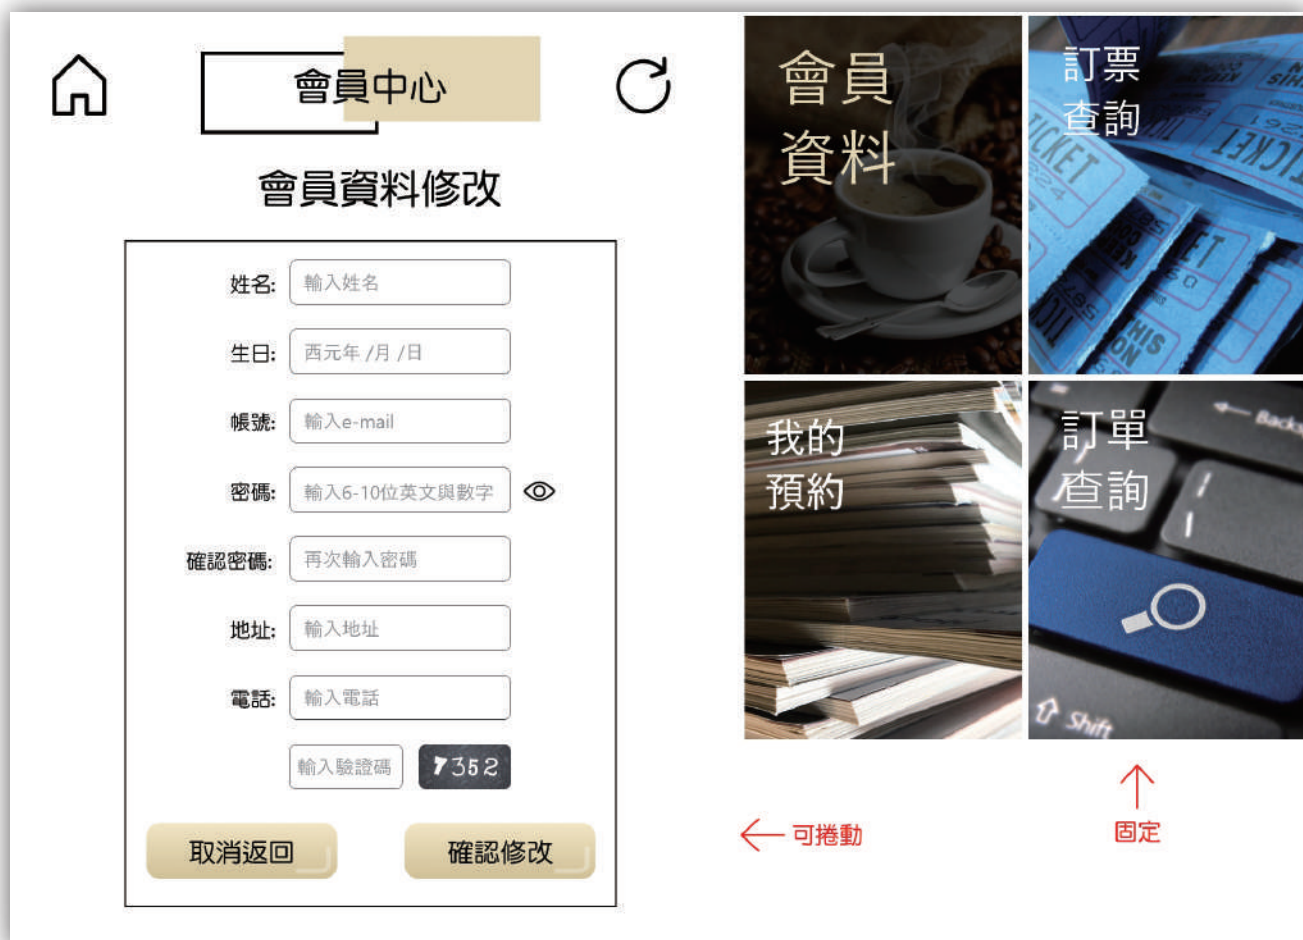 會員中心
會員資料修改
姓名: 輸入姓名
生日: 西元年 /月 /日
帳號: 輸入e-mail
密碼: 輸入6-10位英文與數字
確認密碼: 再次輸入密碼
地址: 輸入地址
電話: 輸入電話
輸入驗證碼 7352
取消返回 確認修改
會員
資料
訂票
查詢
TICKET
TICKET
我的
預約
訂單
查詢
Shift
可捲動
固定